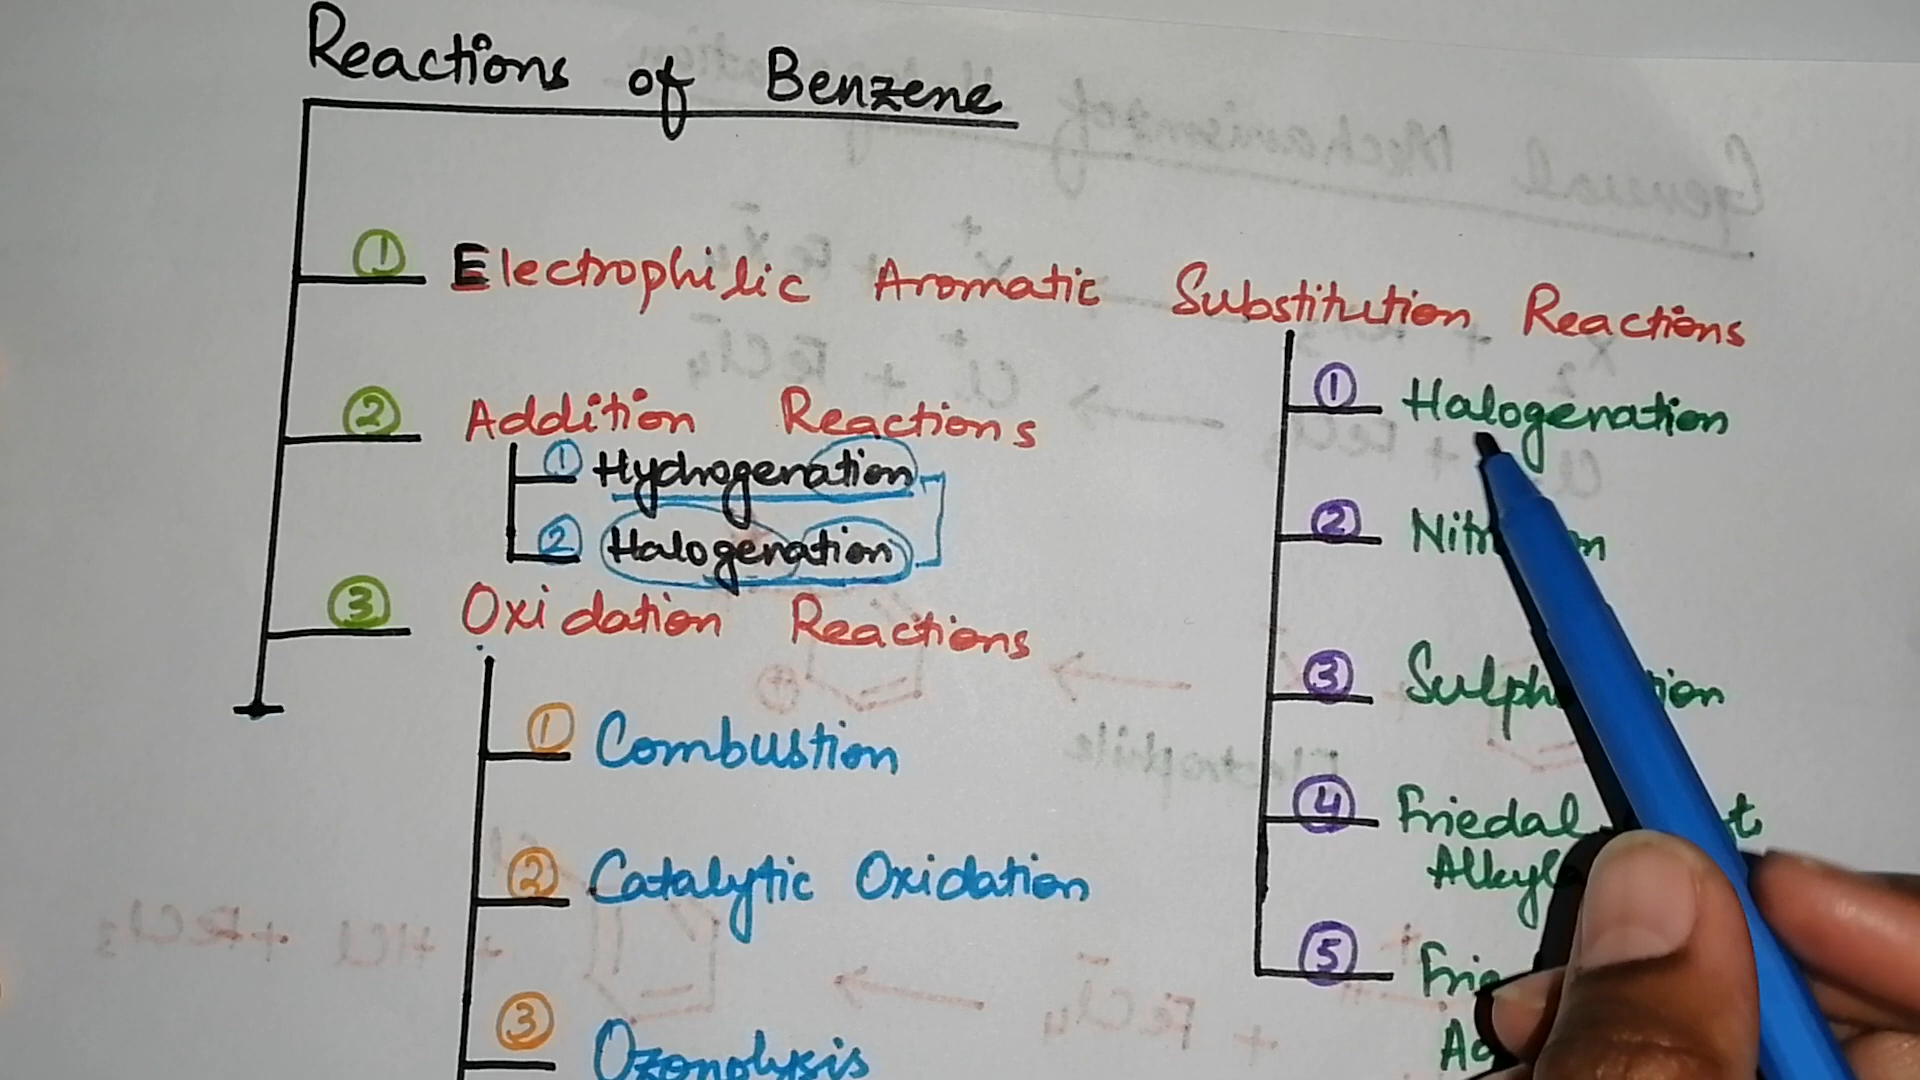 Reactions of Benzene
① Electrophilic Aromatic Substitution Reactions
① Halogenation
②
③
④ Friedal
⑤
② Addition Reactions
① Hydrogenation
② Halogenation
③ Oxidation Reactions
① Combustion
② Catalytic Oxidation
③ Ozonolysis